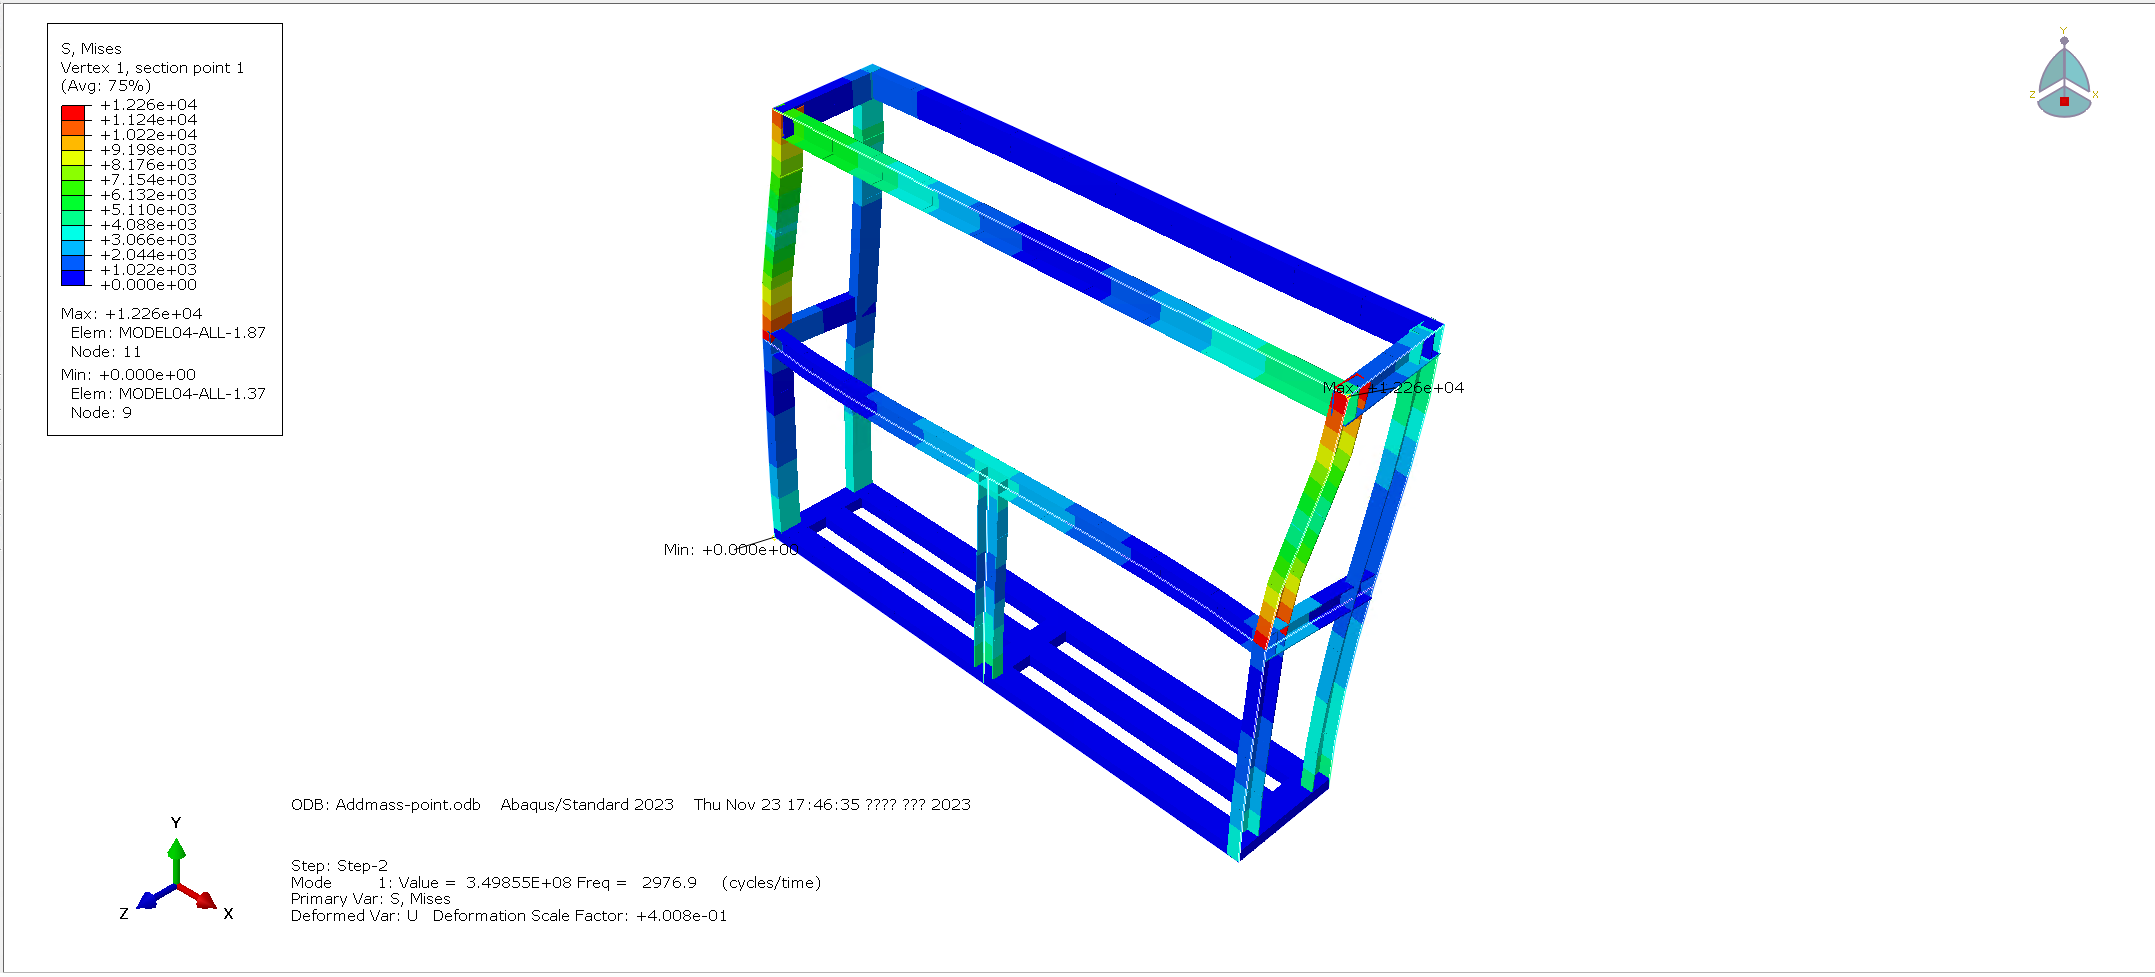 S, Mises
Vertex 1, section point 1
(Avg: 75%)
+1.226e+04
+1.124e+04
+1.022e+04
+9.198e+03
+8.176e+03
+7.154e+03
+6.132e+03
+5.110e+03
+4.088e+03
+3.066e+03
+2.044e+03
+1.022e+03
+0.000e+00
Max: +1.226e+04
Elem: MODEL04-ALL-1.87
Node: 11
Min: +0.000e+00
Elem: MODEL04-ALL-1.37
Node: 9
Y
Z
X
Max: +1.226e+04
Min: +0.000e+00
ODB: Addmass-point.odb Abaqus/Standard 2023 Thu Nov 23 17:46:35 ???? ??? 2023
Y
Z
X
Step: Step-2
Mode 1: Value = 3.49855E+08 Freq = 2976.9 (cycles/time)
Primary Var: S, Mises
Deformed Var: U Deformation Scale Factor: +4.008e-01